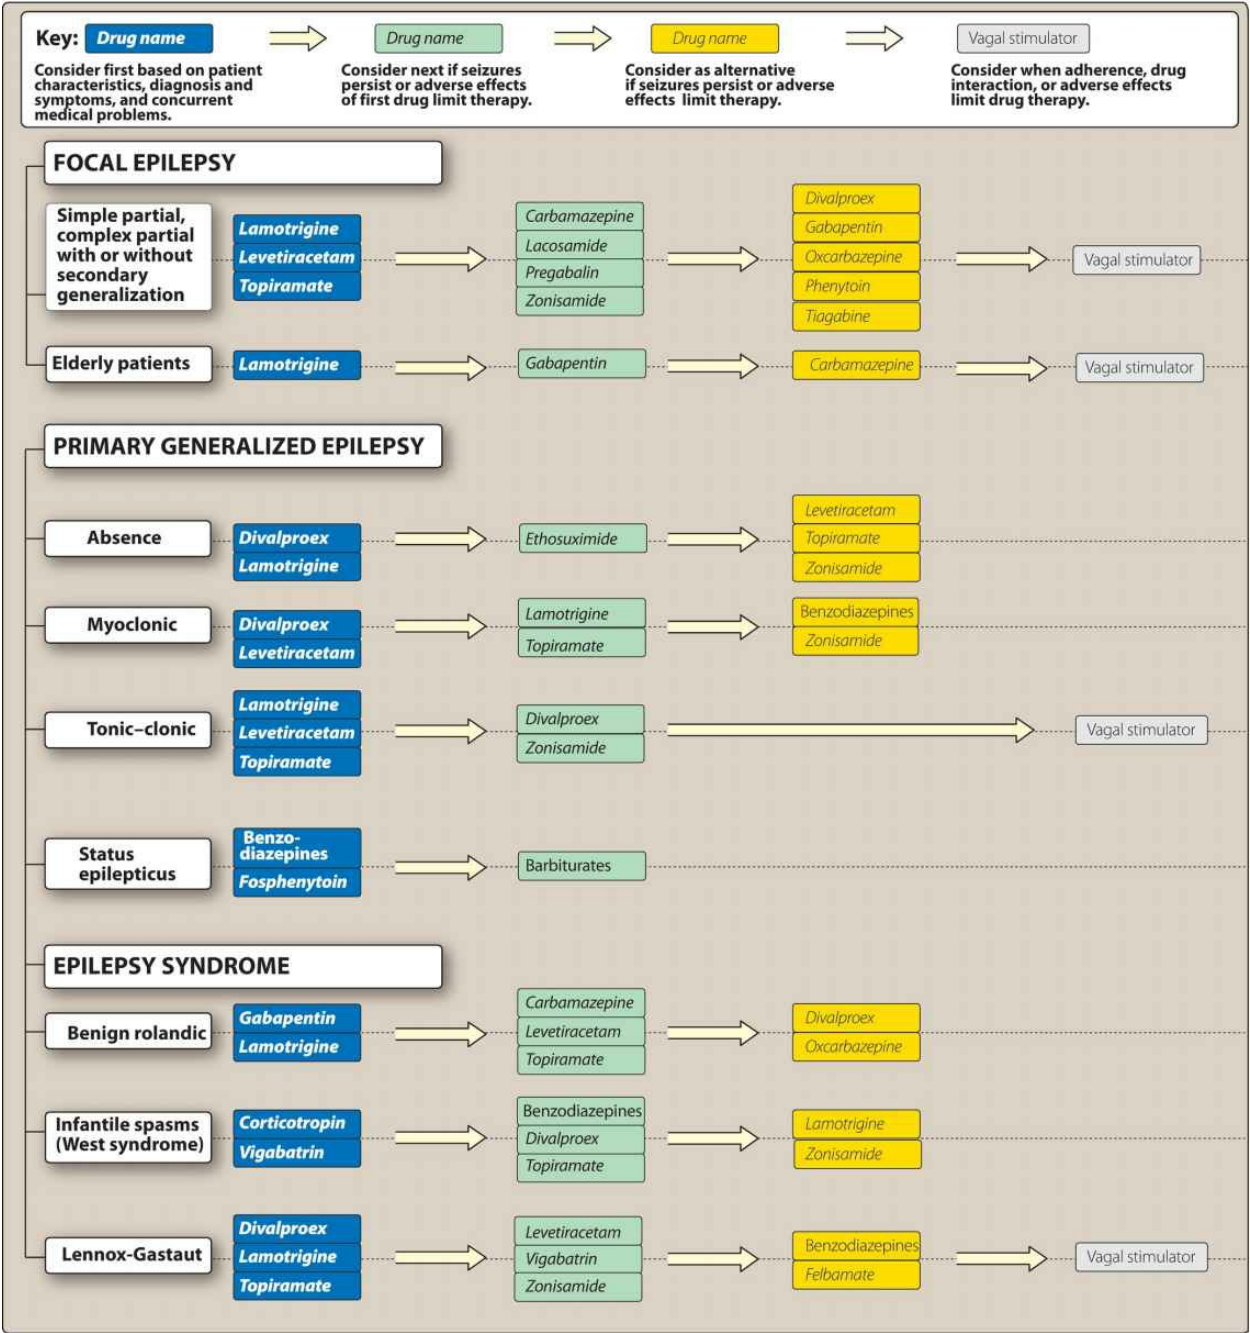 Key: Drug name
Drug name
Drug name
Vagal stimulator
Consider first based on patient
characteristics, diagnosis and
symptoms, and concurrent
medical problems.
Consider next if seizures
persist or adverse effects
of first drug limit therapy.
Consider as alternative
if seizures persist or adverse
effects limit therapy.
Consider when adherence, drug
interaction, or adverse effects
limit drug therapy.
FOCAL EPILEPSY
Simple partial,
complex partial
with or without
secondary
generalization
Lamotrigine
Levetiracetam
Topiramate
Carbamazepine
Lacosamide
Pregabalin
Zonisamide
Divalproex
Gabapentin
Oxcarbazepine
Phenytoin
Tiagabine
Vagal stimulator
Elderly patients
Lamotrigine
Gabapentin
Carbamazepine
Vagal stimulator
PRIMARY GENERALIZED EPILEPSY
Absence
Divalproex
Lamotrigine
Ethosuximide
Levetiracetam
Topiramate
Zonisamide
Myoclonic
Divalproex
Levetiracetam
Lamotrigine
Topiramate
Benzodiazepines
Zonisamide
Tonic–clonic
Lamotrigine
Levetiracetam
Topiramate
Divalproex
Zonisamide
Vagal stimulator
Status
epilepticus
Benzo-
diazepines
Fosphenytoin
Barbiturates
EPILEPSY SYNDROME
Benign rolandic
Gabapentin
Lamotrigine
Carbamazepine
Levetiracetam
Topiramate
Divalproex
Oxcarbazepine
Infantile spasms
(West syndrome)
Corticotropin
Vigabatrin
Benzodiazepines
Divalproex
Topiramate
Lamotrigine
Zonisamide
Lennox-Gastaut
Divalproex
Lamotrigine
Topiramate
Levetiracetam
Vigabatrin
Zonisamide
Benzodiazepines
Felbamate
Vagal stimulator